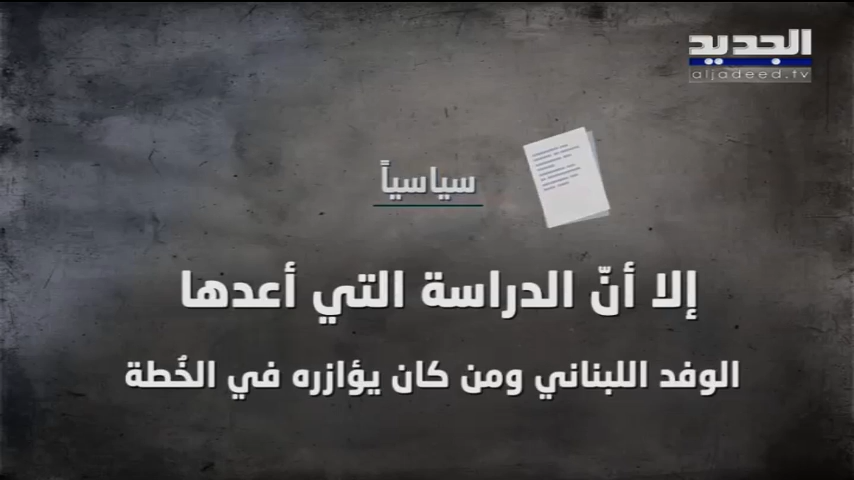 الجديد
aljadeed.tv
سياسياً
إلا أنّ الدراسة التي أعدها
الوفد اللبناني ومن كان يؤازره في الخُطة